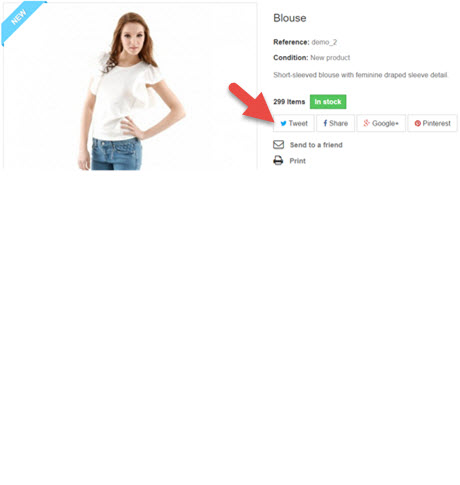 NEW
Blouse
Reference: demo_2
Condition: New product
Short-sleeved blouse with feminine draped sleeve detail.
299 Items In stock
Tweet Share Google+ Pinterest
Send to a friend
Print